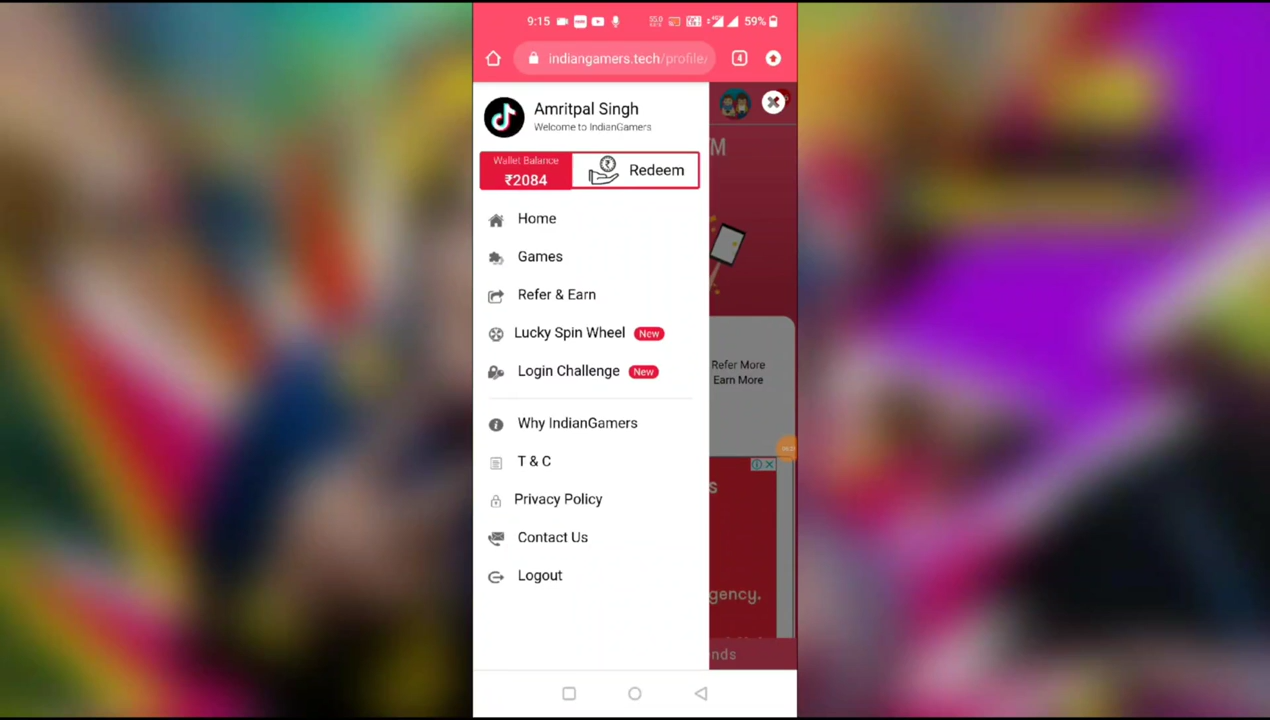 9:15
59%
indiangamers.tech/profile/
4
Amritpal Singh
Welcome to IndianGamers
Wallet Balance
₹2084
Redeem
Home
Games
Refer & Earn
Lucky Spin Wheel New
Login Challenge New
Why IndianGamers
T & C
Privacy Policy
Contact Us
Logout
M
Refer More
Earn More
s
gency.
nds